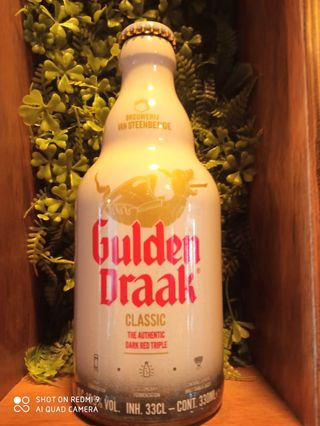 BROUWERIJ
VAN STEENBERGE
Gulden
Draak
CLASSIC
THE AUTHENTIC
DARK RED TRIPLE
VOL. INH. 33CL - CONT. 330ML
SHOT ON REDMI 9
AI QUAD CAMERA